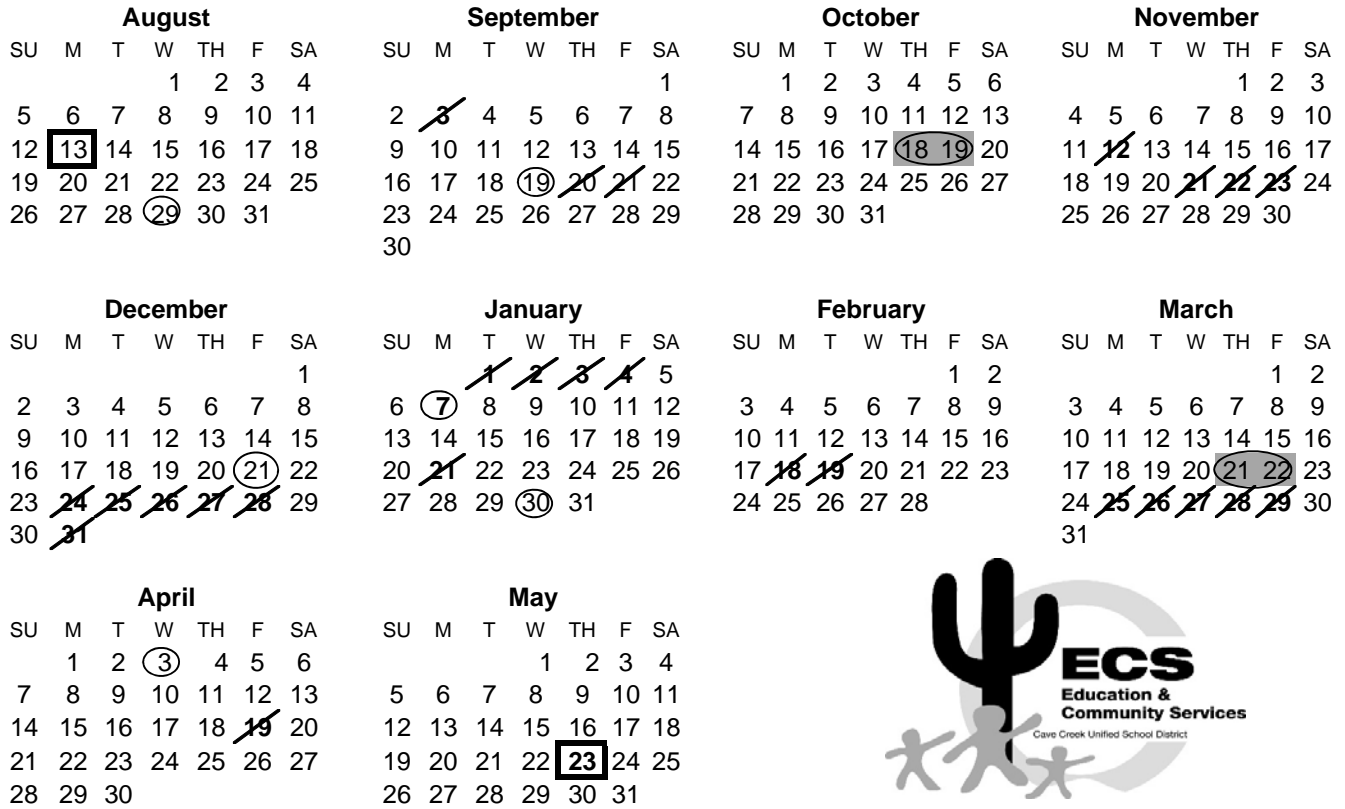 August
SU M T W TH F SA
1 2 3 4
5 6 7 8 9 10 11
12 13 14 15 16 17 18
19 20 21 22 23 24 25
26 27 28 29 30 31
September
SU M T W TH F SA
1
2 3 4 5 6 7 8
9 10 11 12 13 14 15
16 17 18 19 20 21 22
23 24 25 26 27 28 29
30
October
SU M T W TH F SA
1 2 3 4 5 6
7 8 9 10 11 12 13
14 15 16 17 18 19 20
21 22 23 24 25 26 27
28 29 30 31
November
SU M T W TH F SA
1 2 3
4 5 6 7 8 9 10
11 12 13 14 15 16 17
18 19 20 21 22 23 24
25 26 27 28 29 30
December
SU M T W TH F SA
1
2 3 4 5 6 7 8
9 10 11 12 13 14 15
16 17 18 19 20 21 22
23 24 25 26 27 28 29
30 31
January
SU M T W TH F SA
1 2 3 4 5
6 7 8 9 10 11 12
13 14 15 16 17 18 19
20 21 22 23 24 25 26
27 28 29 30 31
February
SU M T W TH F SA
1 2
3 4 5 6 7 8 9
10 11 12 13 14 15 16
17 18 19 20 21 22 23
24 25 26 27 28
March
SU M T W TH F SA
1 2
3 4 5 6 7 8 9
10 11 12 13 14 15 16
17 18 19 20 21 22 23
24 25 26 27 28 29 30
31
April
SU M T W TH F SA
1 2 3 4 5 6
7 8 9 10 11 12 13
14 15 16 17 18 19 20
21 22 23 24 25 26 27
28 29 30
May
SU M T W TH F SA
1 2 3 4
5 6 7 8 9 10 11
12 13 14 15 16 17 18
19 20 21 22 23 24 25
26 27 28 29 30 31
ECS
Education &
Community Services
Cave Creek Unified School District